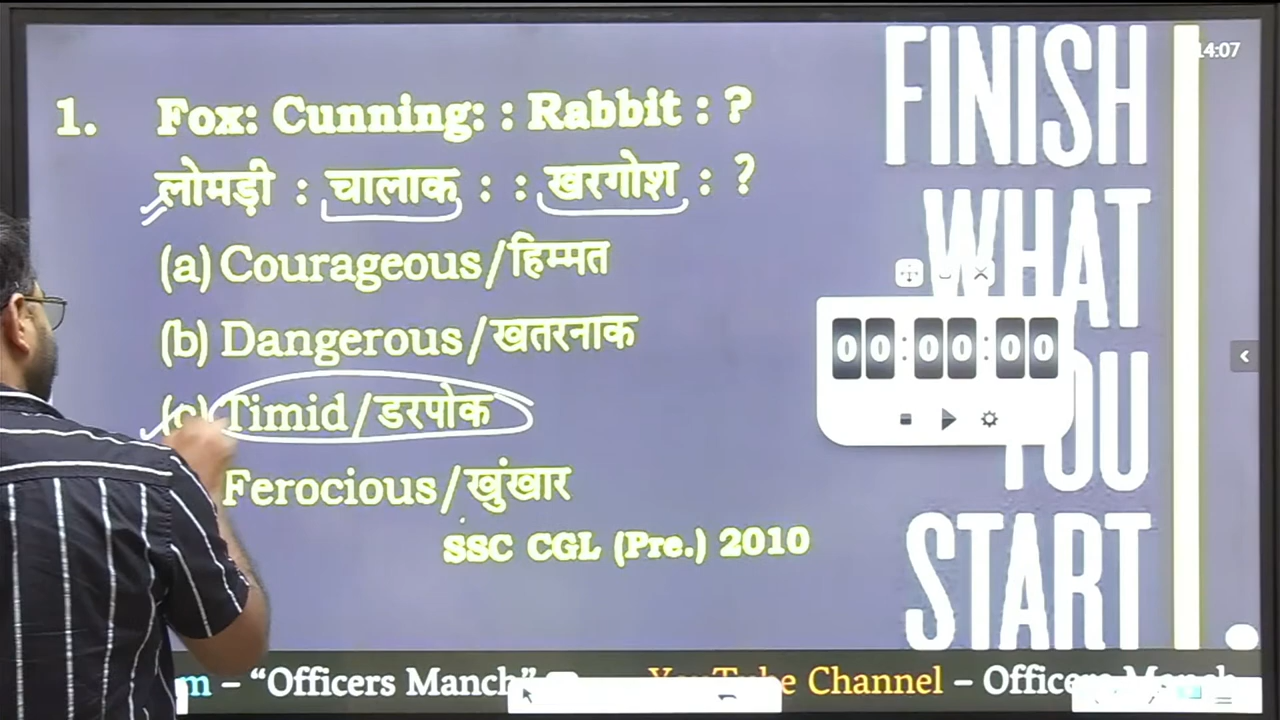 1. Fox: Cunning: : Rabbit : ?
लोमड़ी : चालाक : : खरगोश : ?
(a) Courageous/हिम्मत
(b) Dangerous/खतरनाक
(c) Timid/डरपोक
Ferocious/खुंखार
SSC CGL (Pre.) 2010
FINISH
WHAT
YOU
START.
14:07
00:00:00
– “Officers Manch” YouTube Channel –